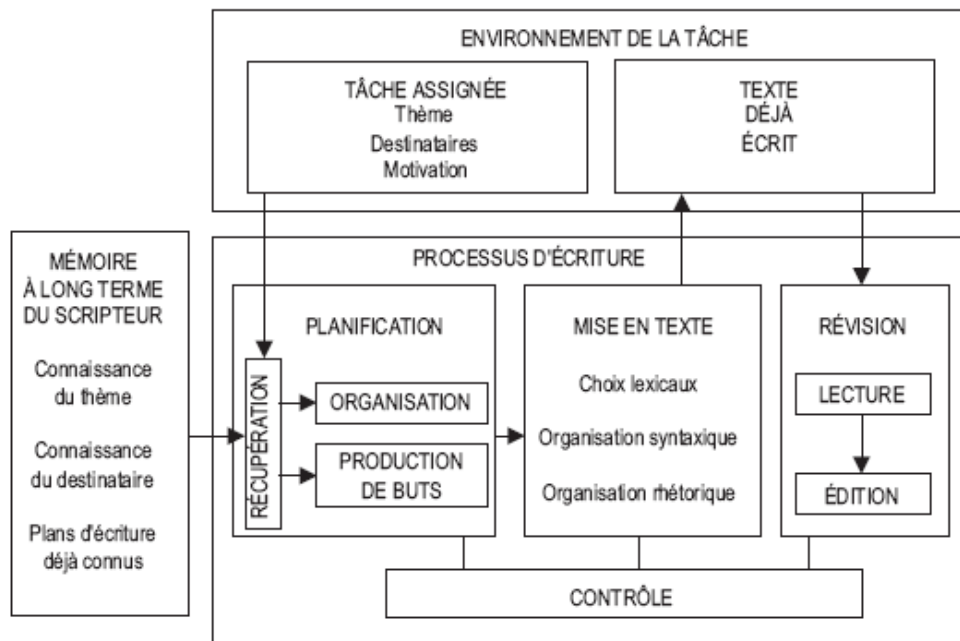 ENVIRONNEMENT DE LA TÂCHE
TÂCHE ASSIGNÉE
Thème
Destinataires
Motivation
TEXTE
DÉJÀ
ÉCRIT
MÉMOIRE
À LONG TERME
DU SCRIPTEUR
Connaissance
du thème
Connaissance
du destinataire
Plans d'écriture
déjà connus
PROCESSUS D'ÉCRITURE
PLANIFICATION
RÉCUPÉRATION
ORGANISATION
PRODUCTION
DE BUTS
MISE EN TEXTE
Choix lexicaux
Organisation syntaxique
Organisation rhétorique
RÉVISION
LECTURE
ÉDITION
CONTRÔLE